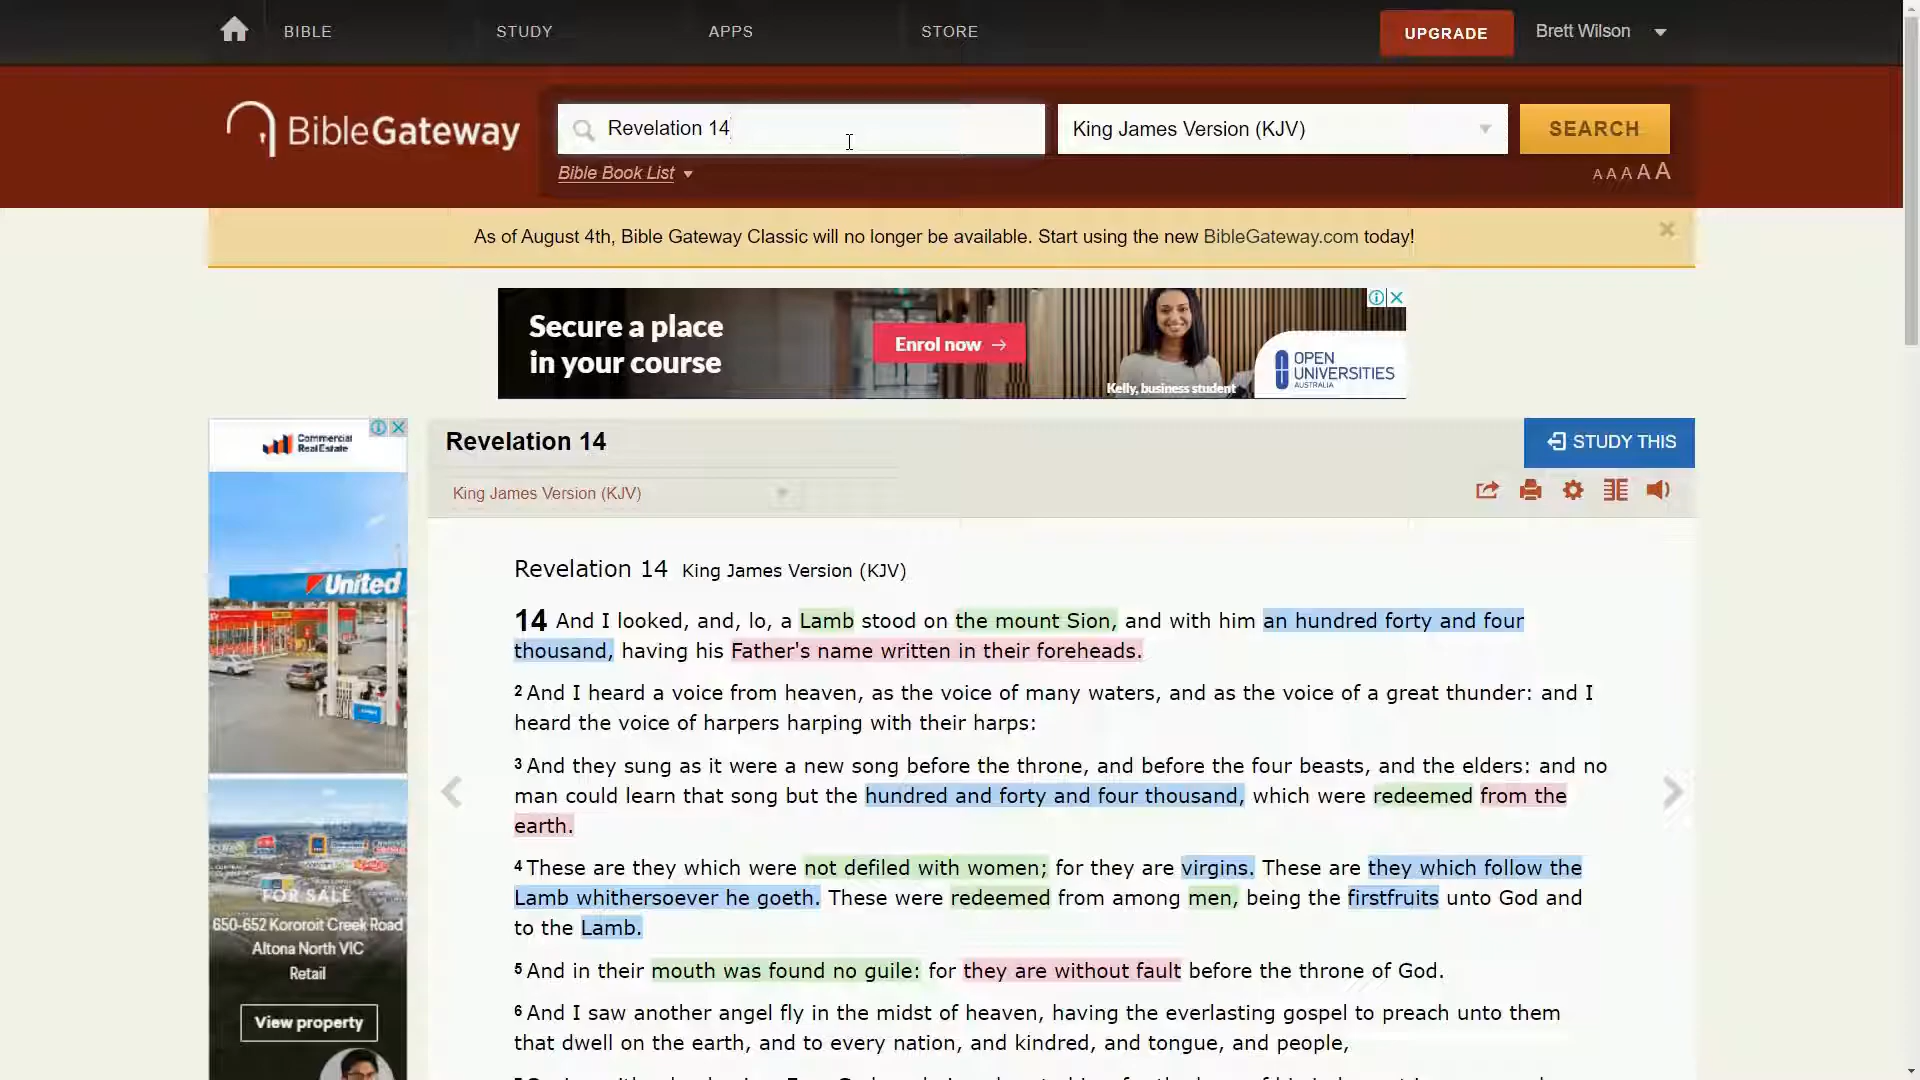 BIBLE STUDY APPS STORE UPGRADE Brett Wilson
BibleGateway Revelation 14 King James Version (KJV) SEARCH
Bible Book List A A A A A
As of August 4th, Bible Gateway Classic will no longer be available. Start using the new BibleGateway.com today!
Secure a place
in your course
Enrol now →
Kelly, business student
OPEN
UNIVERSITIES
AUSTRALIA
Commercial
Real Estate
United
FOR SALE
650-652 Kororoit Creek Road
Altona North VIC
Retail
View property
Revelation 14
STUDY THIS
King James Version (KJV)
Revelation 14 King James Version (KJV)
14 And I looked, and, lo, a Lamb stood on the mount Sion, and with him an hundred forty and four
thousand, having his Father's name written in their foreheads.
2 And I heard a voice from heaven, as the voice of many waters, and as the voice of a great thunder: and I
heard the voice of harpers harping with their harps:
3 And they sung as it were a new song before the throne, and before the four beasts, and the elders: and no
man could learn that song but the hundred and forty and four thousand, which were redeemed from the
earth.
4 These are they which were not defiled with women; for they are virgins. These are they which follow the
Lamb whithersoever he goeth. These were redeemed from among men, being the firstfruits unto God and
to the Lamb.
5 And in their mouth was found no guile: for they are without fault before the throne of God.
6 And I saw another angel fly in the midst of heaven, having the everlasting gospel to preach unto them
that dwell on the earth, and to every nation, and kindred, and tongue, and people,